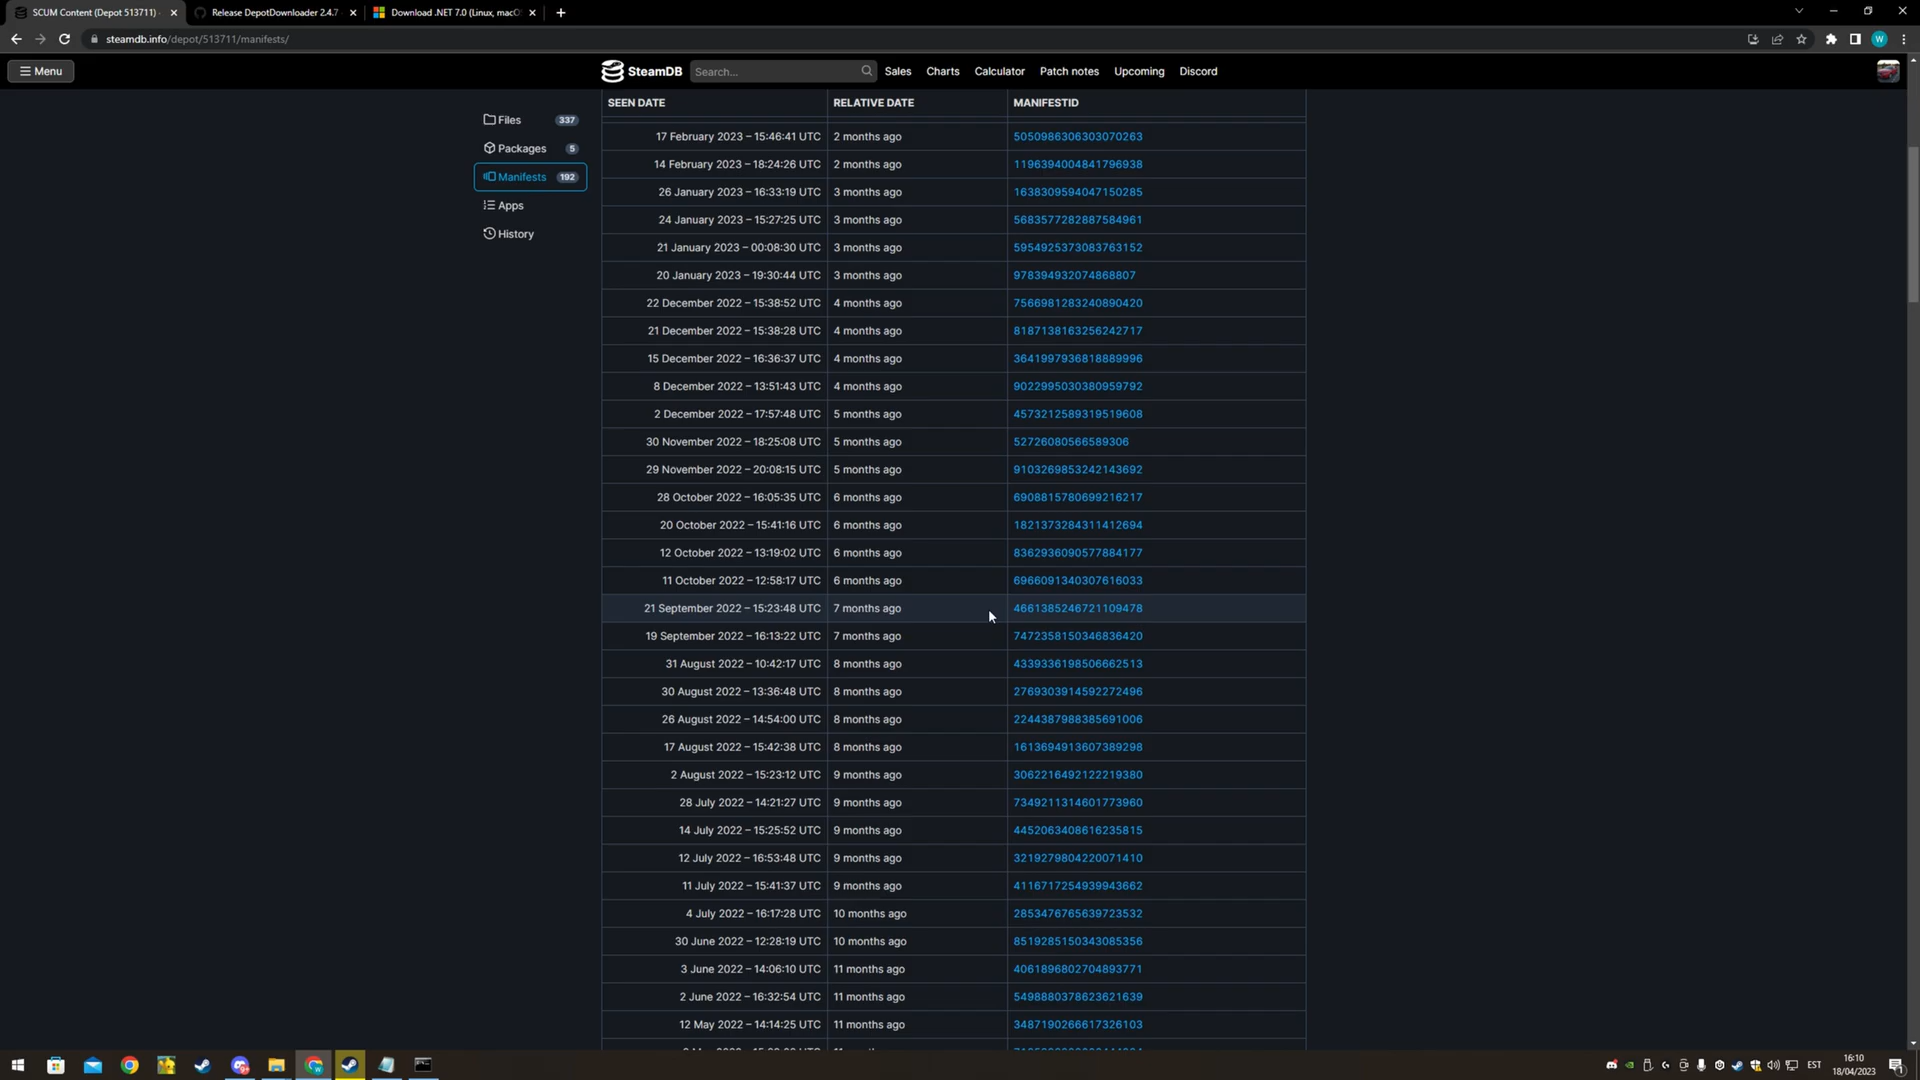 SCUM Content (Depot 513711) ·
Release DepotDownloader 2.4.7
Download .NET 7.0 (Linux, macO
steamdb.info/depot/513711/manifests/
W
Menu
SteamDB
Search...
Sales
Charts
Calculator
Patch notes
Upcoming
Discord
Files 337
Packages 5
Manifests 192
Apps
History
SEEN DATE RELATIVE DATE MANIFESTID
17 February 2023 – 15:46:41 UTC 2 months ago 5050986306303070263
14 February 2023 – 18:24:26 UTC 2 months ago 1196394004841796938
26 January 2023 – 16:33:19 UTC 3 months ago 1638309594047150285
24 January 2023 – 15:27:25 UTC 3 months ago 5683577282887584961
21 January 2023 – 00:08:30 UTC 3 months ago 5954925373083763152
20 January 2023 – 19:30:44 UTC 3 months ago 978394932074868807
22 December 2022 – 15:38:52 UTC 4 months ago 7566981283240890420
21 December 2022 – 15:38:28 UTC 4 months ago 8187138163256242717
15 December 2022 – 16:36:37 UTC 4 months ago 3641997936818889996
8 December 2022 – 13:51:43 UTC 4 months ago 9022995030380959792
2 December 2022 – 17:57:48 UTC 5 months ago 4573212589319519608
30 November 2022 – 18:25:08 UTC 5 months ago 52726080566589306
29 November 2022 – 20:08:15 UTC 5 months ago 9103269853242143692
28 October 2022 – 16:05:35 UTC 6 months ago 6908815780699216217
20 October 2022 – 15:41:16 UTC 6 months ago 1821373284311412694
12 October 2022 – 13:19:02 UTC 6 months ago 8362936090577884177
11 October 2022 – 12:58:17 UTC 6 months ago 6966091340307616033
21 September 2022 – 15:23:48 UTC 7 months ago 4661385246721109478
19 September 2022 – 16:13:22 UTC 7 months ago 7472358150346836420
31 August 2022 – 10:42:17 UTC 8 months ago 4339336198506662513
30 August 2022 – 13:36:48 UTC 8 months ago 2769303914592272496
26 August 2022 – 14:54:00 UTC 8 months ago 2244387988385691006
17 August 2022 – 15:42:38 UTC 8 months ago 1613694913607389298
2 August 2022 – 15:23:12 UTC 9 months ago 3062216492122219380
28 July 2022 – 14:21:27 UTC 9 months ago 7349211314601773960
14 July 2022 – 15:25:52 UTC 9 months ago 4452063408616235815
12 July 2022 – 16:53:48 UTC 9 months ago 3219279804220071410
11 July 2022 – 15:41:37 UTC 9 months ago 4116717254939943662
4 July 2022 – 16:17:28 UTC 10 months ago 2853476765639723532
30 June 2022 – 12:28:19 UTC 10 months ago 8519285150343085356
3 June 2022 – 14:06:10 UTC 11 months ago 4061896802704893771
2 June 2022 – 16:32:54 UTC 11 months ago 5498880378623621639
12 May 2022 – 14:14:25 UTC 11 months ago 3487190266617326103
EST
16:10
18/04/2023